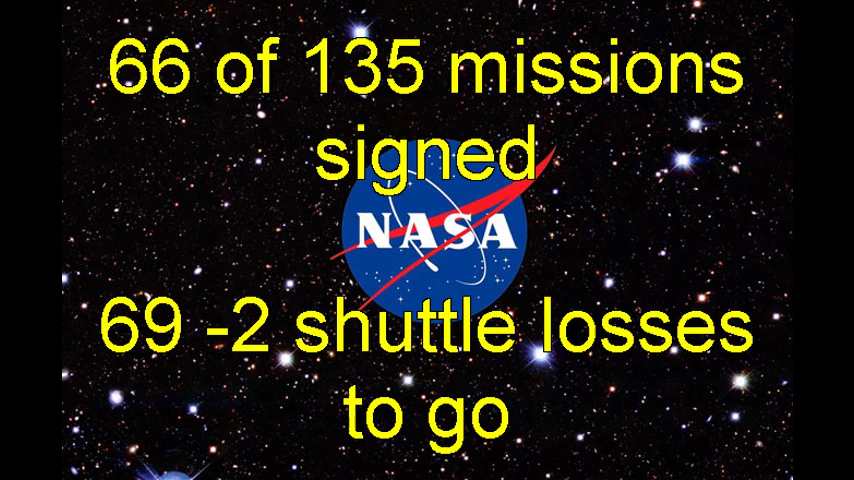 66 of 135 missions
signed
NASA
69 -2 shuttle losses
to go